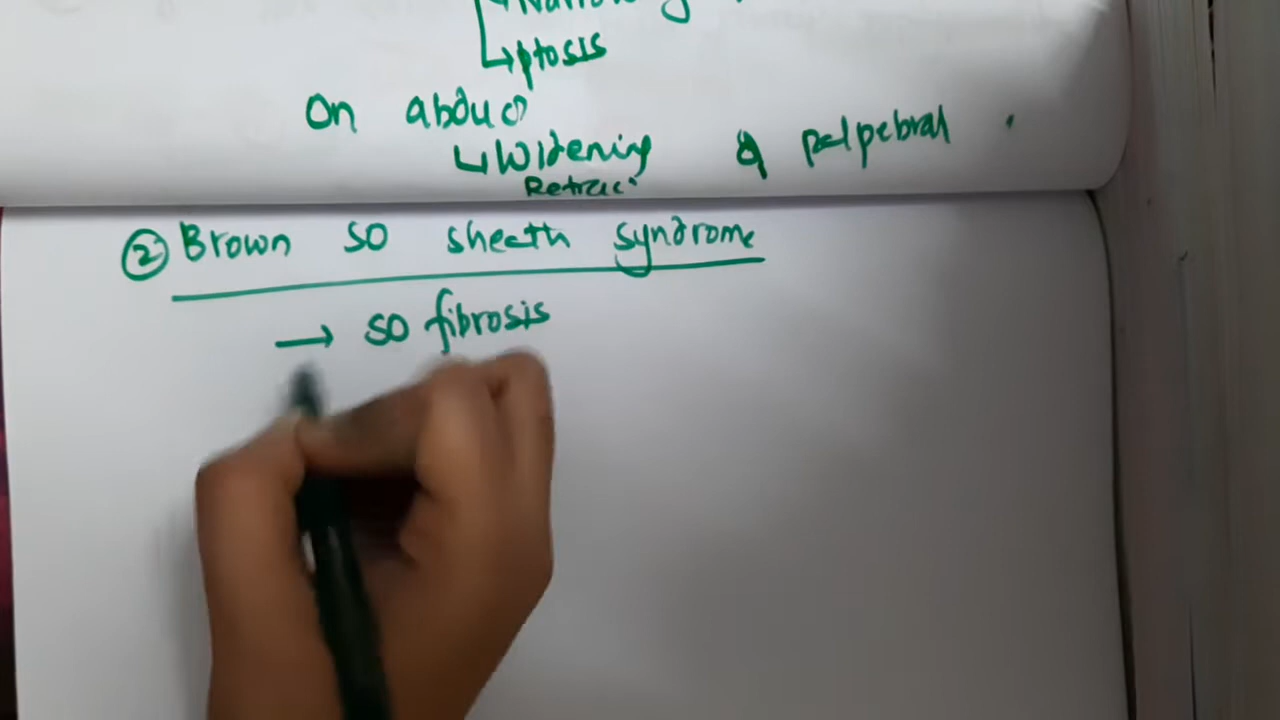 ptosis
On abduc
↳ Widening of palpebral
Retrac
② Brown SO sheath syndrome
→ SO fibrosis